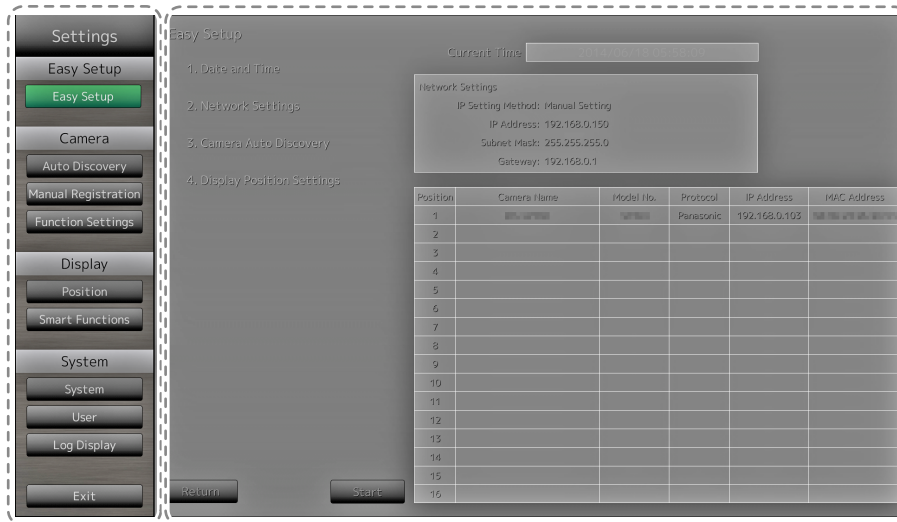 Settings
Easy Setup
Easy Setup
Camera
Auto Discovery
Manual Registration
Function Settings
Display
Position
Smart Functions
System
System
User
Log Display
Exit
Easy Setup
1. Date and Time
2. Network Settings
3. Camera Auto Discovery
4. Display Position Settings
Return Start
Current Time
Network Settings
IP Setting Method: Manual Setting
IP Address: 192.168.0.150
Subnet Mask: 255.255.255.0
Gateway: 192.168.0.1
Position Camera Name Model No. Protocol IP Address MAC Address
1 Panasonic 192.168.0.103
2
3
4
5
6
7
8
9
10
11
12
13
14
15
16